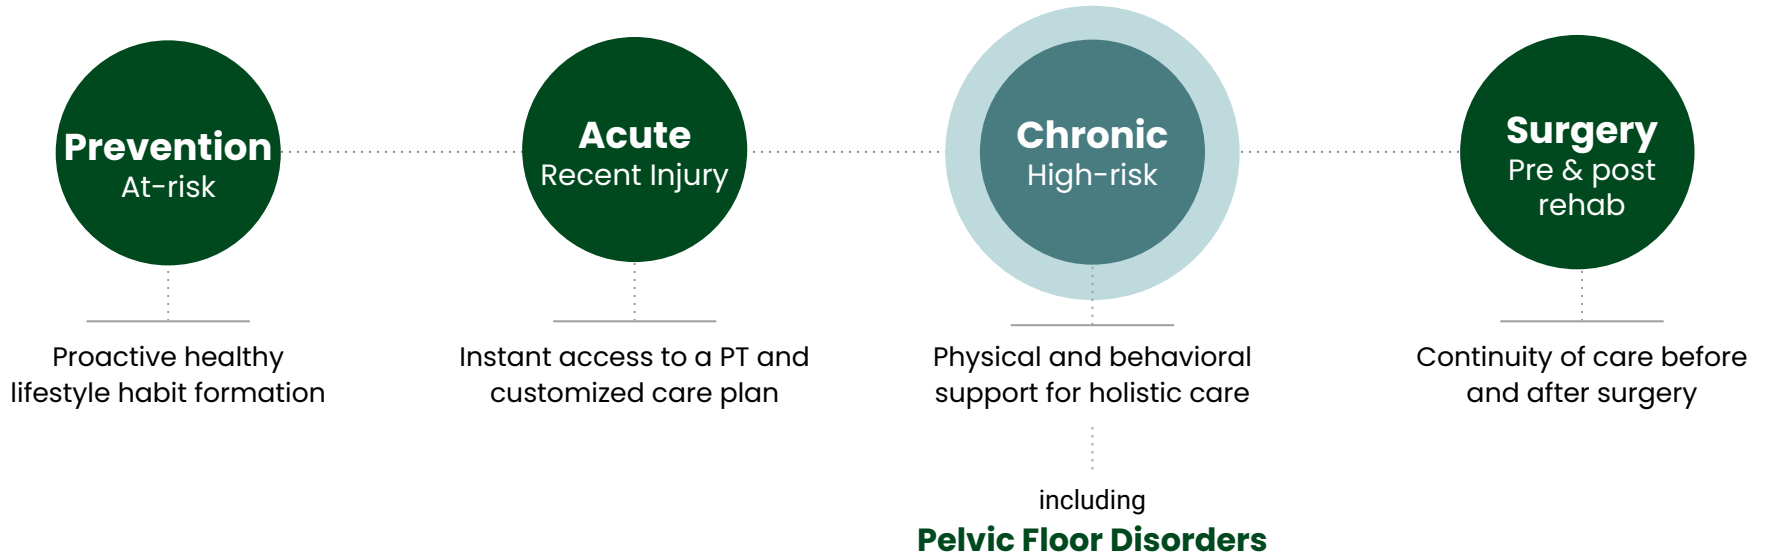 Prevention
At-risk
Acute
Recent Injury
Chronic
High-risk
Surgery
Pre & post
rehab
Proactive healthy
lifestyle habit formation
Instant access to a PT and
customized care plan
Physical and behavioral
support for holistic care
Continuity of care before
and after surgery
including
Pelvic Floor Disorders